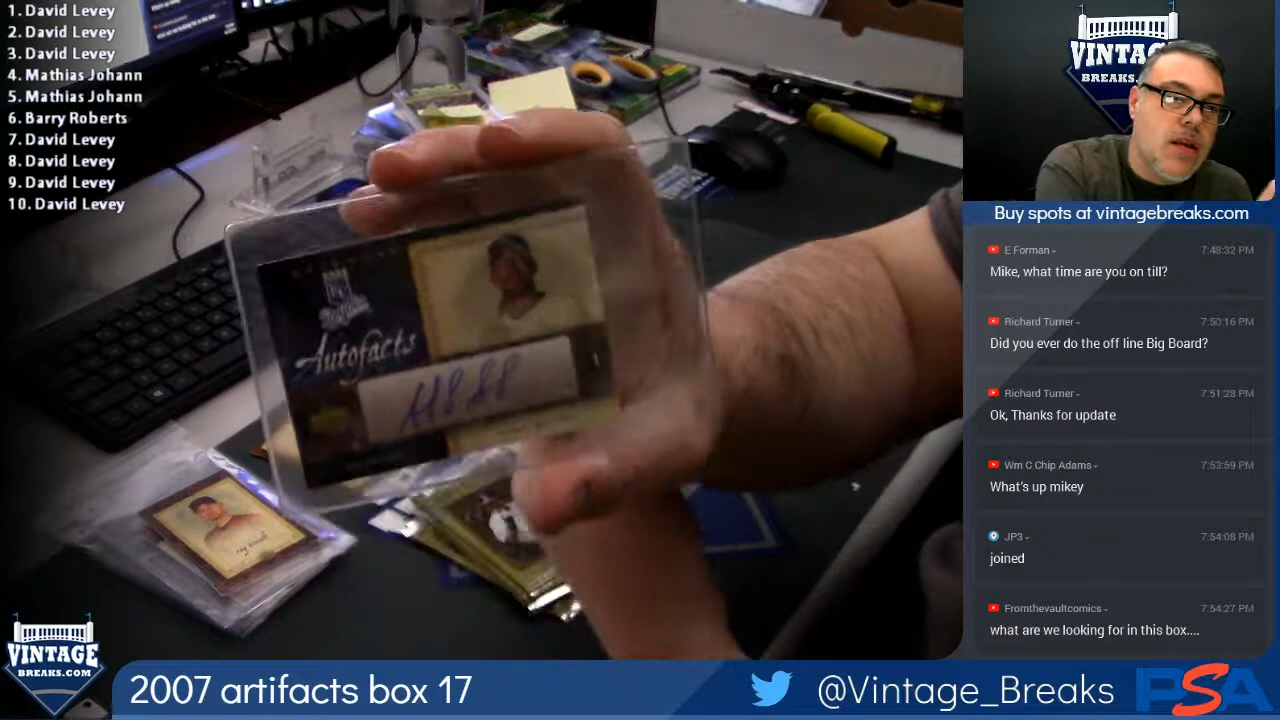 1. David Levey
2. David Levey
3. David Levey
4. Mathias Johann
5. Mathias Johann
6. Barry Roberts
7. David Levey
8. David Levey
9. David Levey
10. David Levey
VINTAGE
BREAKS.
Buy spots at vintagebreaks.com
E Forman
7:48:32 PM
Mike, what time are you on till?
Richard Turner
7:50:16 PM
Did you ever do the off line Big Board?
Richard Turner
7:51:28 PM
Ok, Thanks for update
Wm C Chip Adams
7:53:59 PM
What's up mikey
JP3
7:54:08 PM
joined
Fromthevaultcomics
7:54:27 PM
what are we looking for in this box....
Autofacts
VINTAGE
BREAKS.COM
2007 artifacts box 17
@Vintage_Breaks
PSA